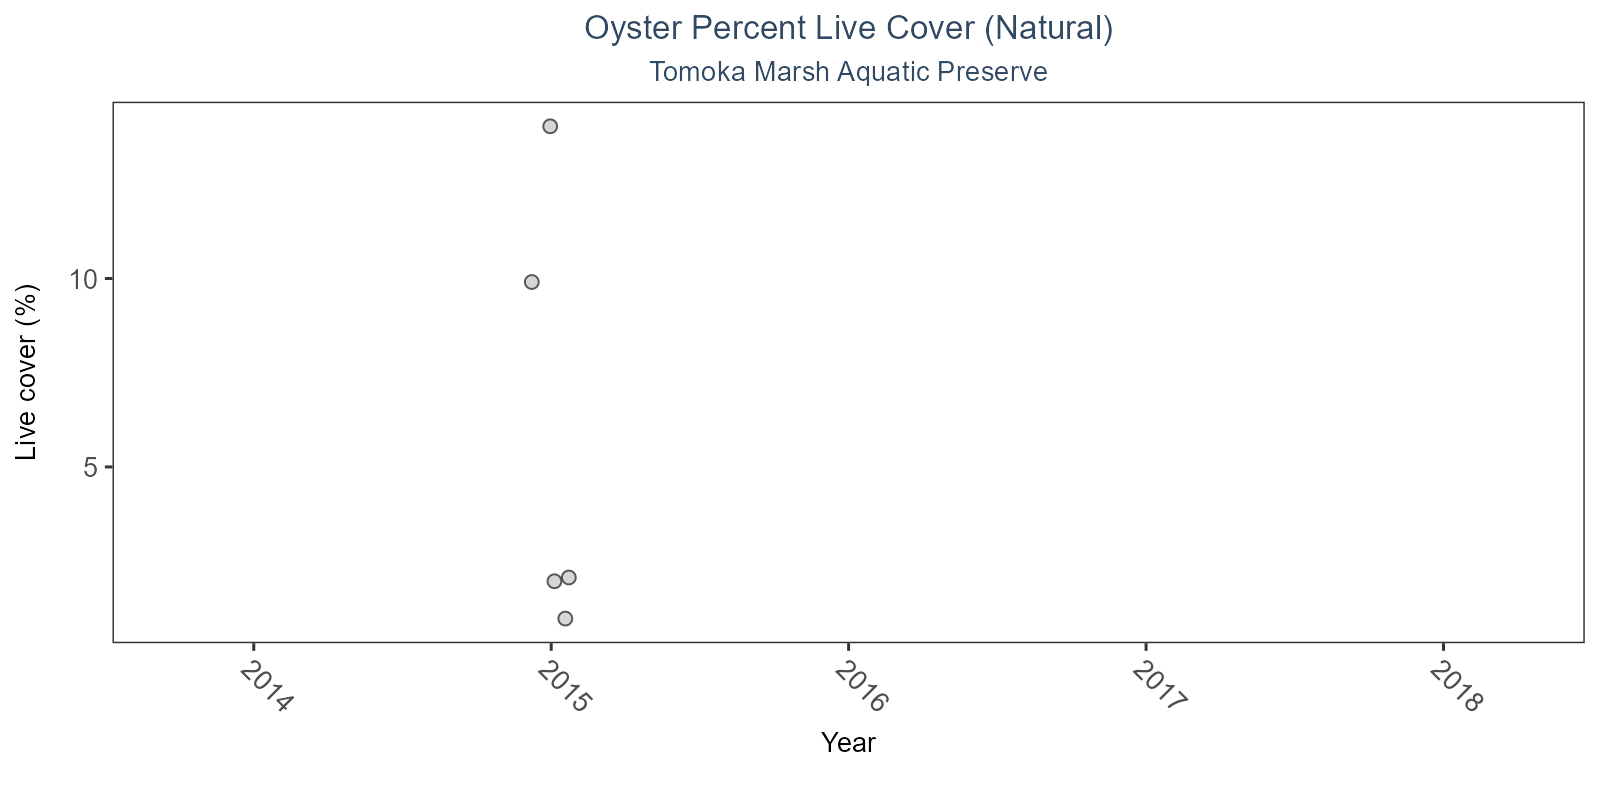 Oyster Percent Live Cover (Natural)
Tomoka Marsh Aquatic Preserve
Live cover (%)
10
5
2014
2015
2016
2017
2018
Year